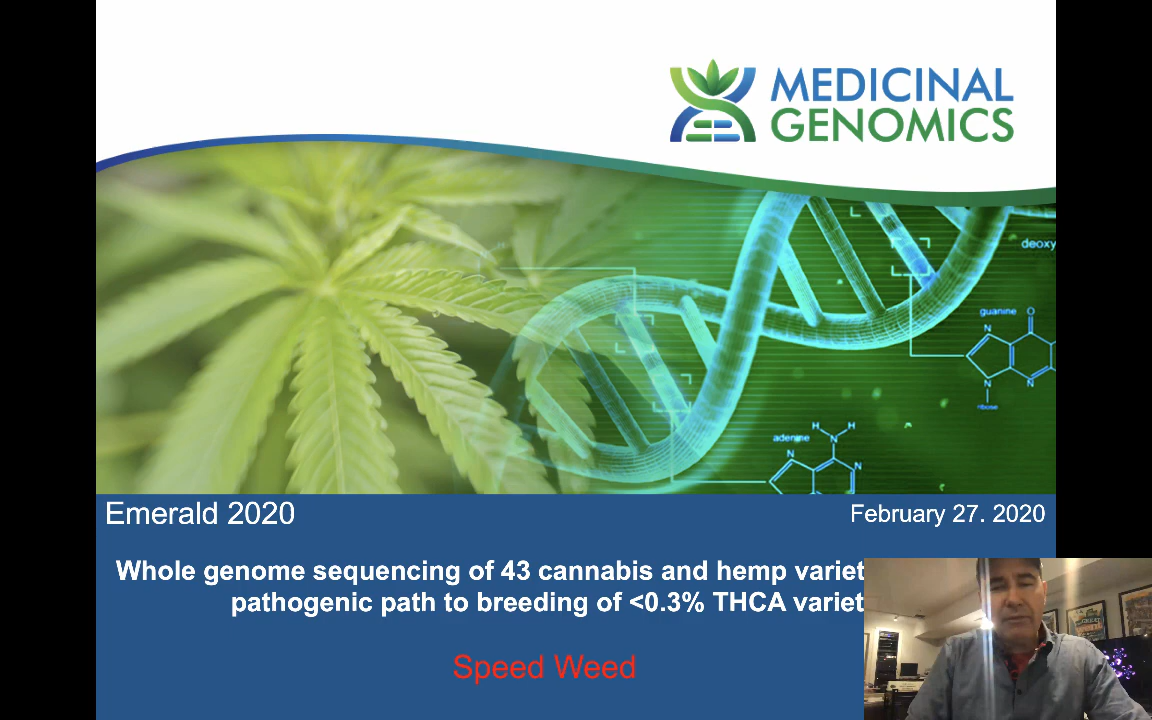 MEDICINAL
GENOMICS
deoxy
guanine
O
N
N
N
ribose
H
H
adenine
N
N
N
Emerald 2020
February 27. 2020
Whole genome sequencing of 43 cannabis and hemp variet
pathogenic path to breeding of <0.3% THCA variet
Speed Weed